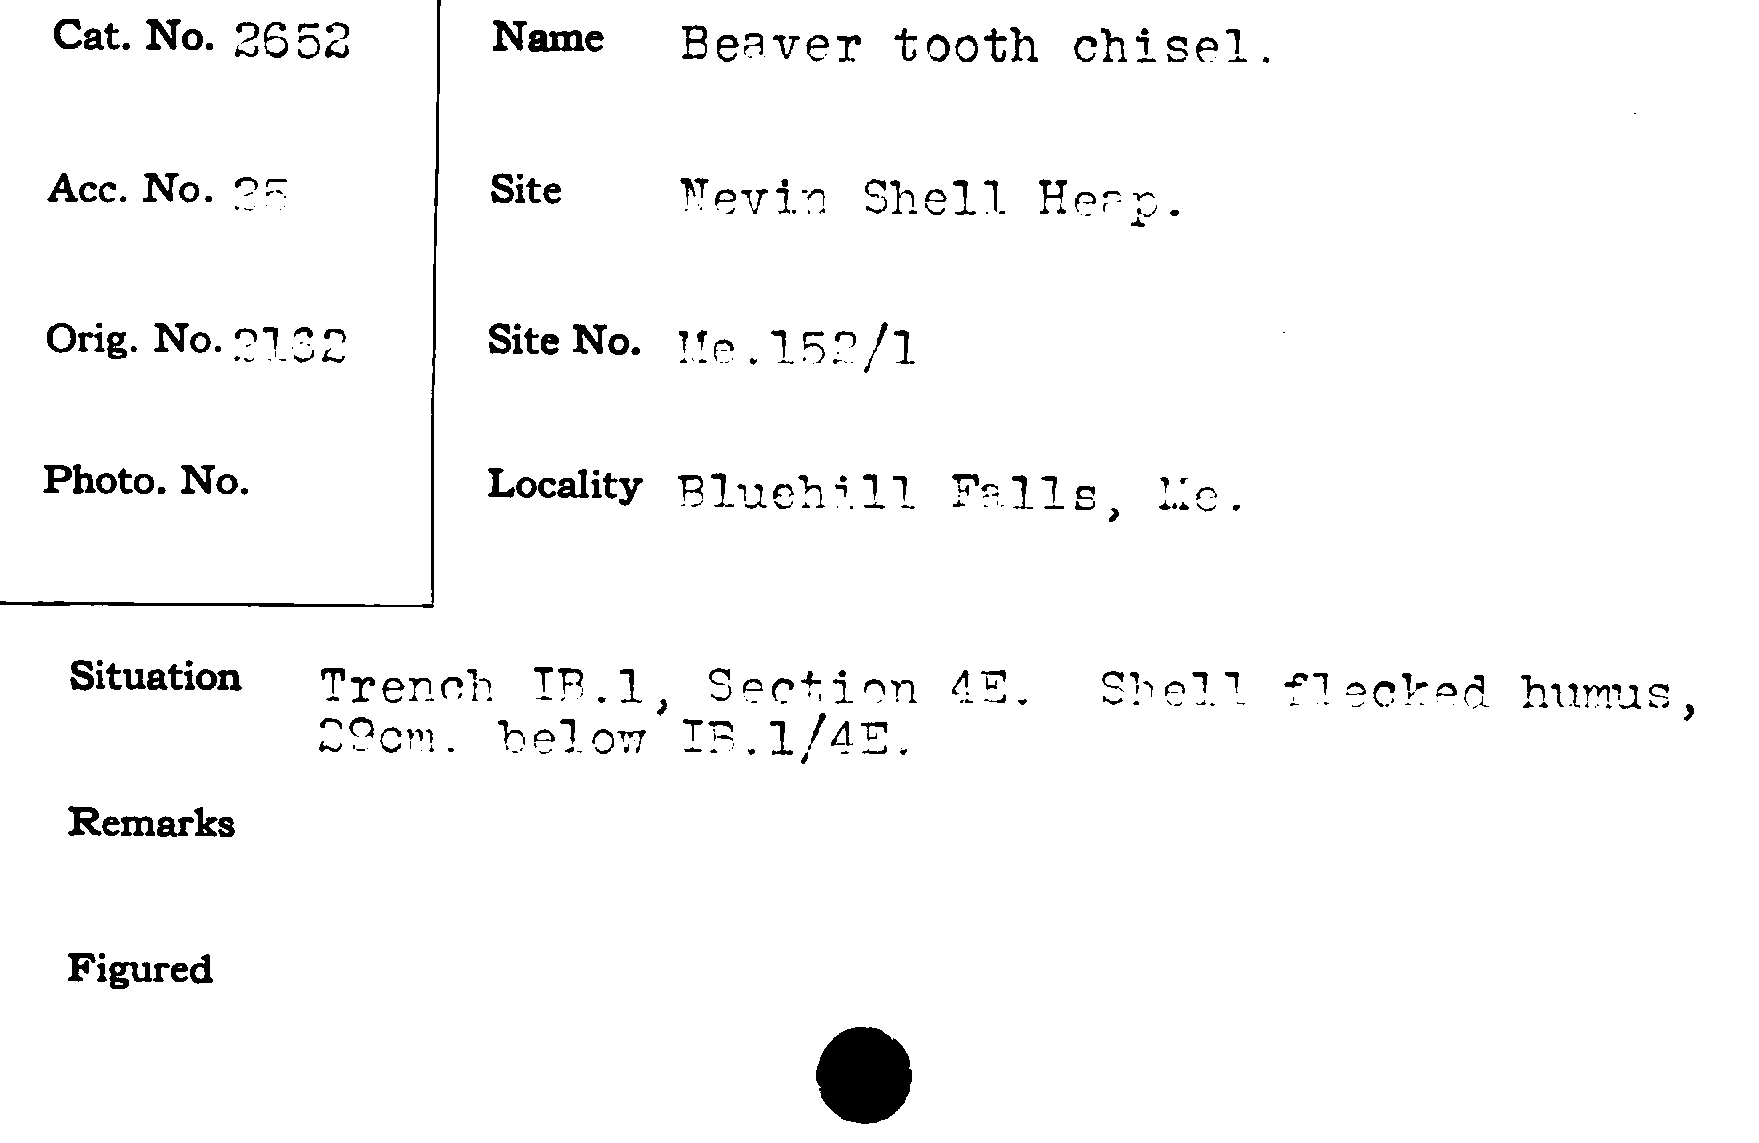 Cat. No. 2652
Name Beaver tooth chisel.
Acc. No. 25
Site Nevin Shell Heap.
Orig. No.
Site No. Me.152/1
Photo. No.
Locality Bluehill Falls, Me.
Situation Trench IB.1, Section 4E. Shell flecked humus,
29cm. below IB.1/4E.
Remarks
Figured